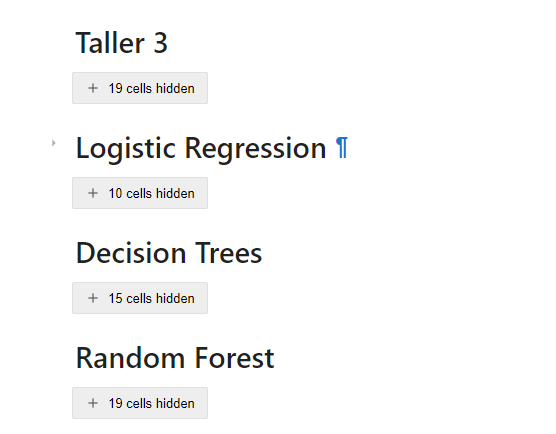 Taller 3
+ 19 cells hidden
Logistic Regression ¶
+ 10 cells hidden
Decision Trees
+ 15 cells hidden
Random Forest
+ 19 cells hidden